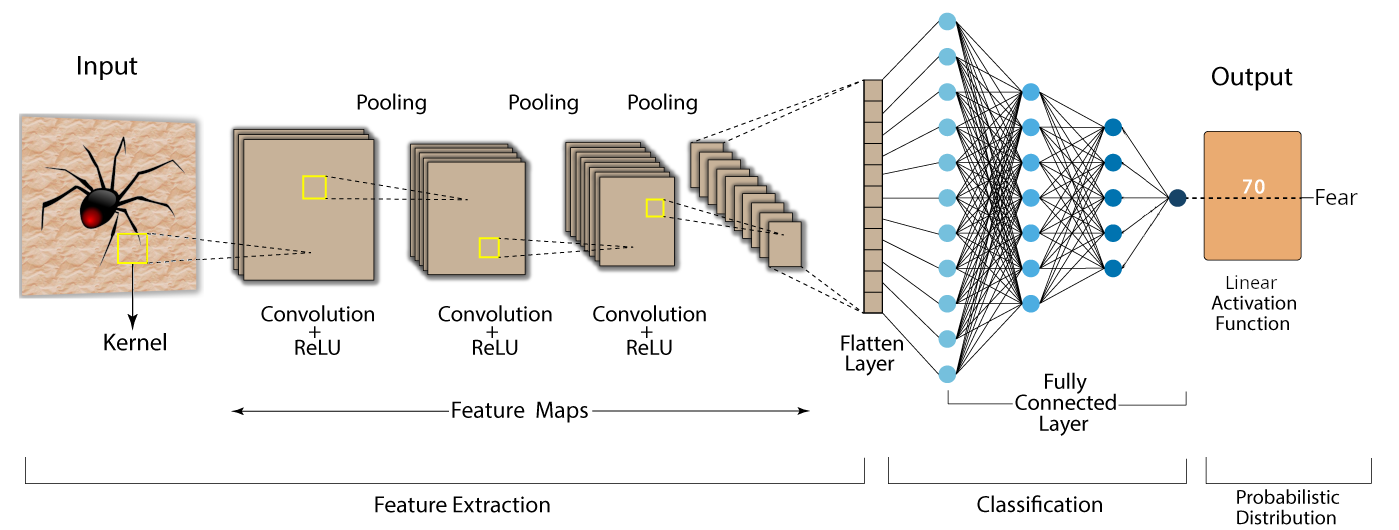 Input
Pooling
Pooling
Pooling
Output
70
Fear
Kernel
Convolution
+
ReLU
Convolution
+
ReLU
Convolution
+
ReLU
Flatten
Layer
Linear
Activation
Function
Feature Maps
Fully
Connected
Layer
Feature Extraction
Classification
Probabilistic
Distribution